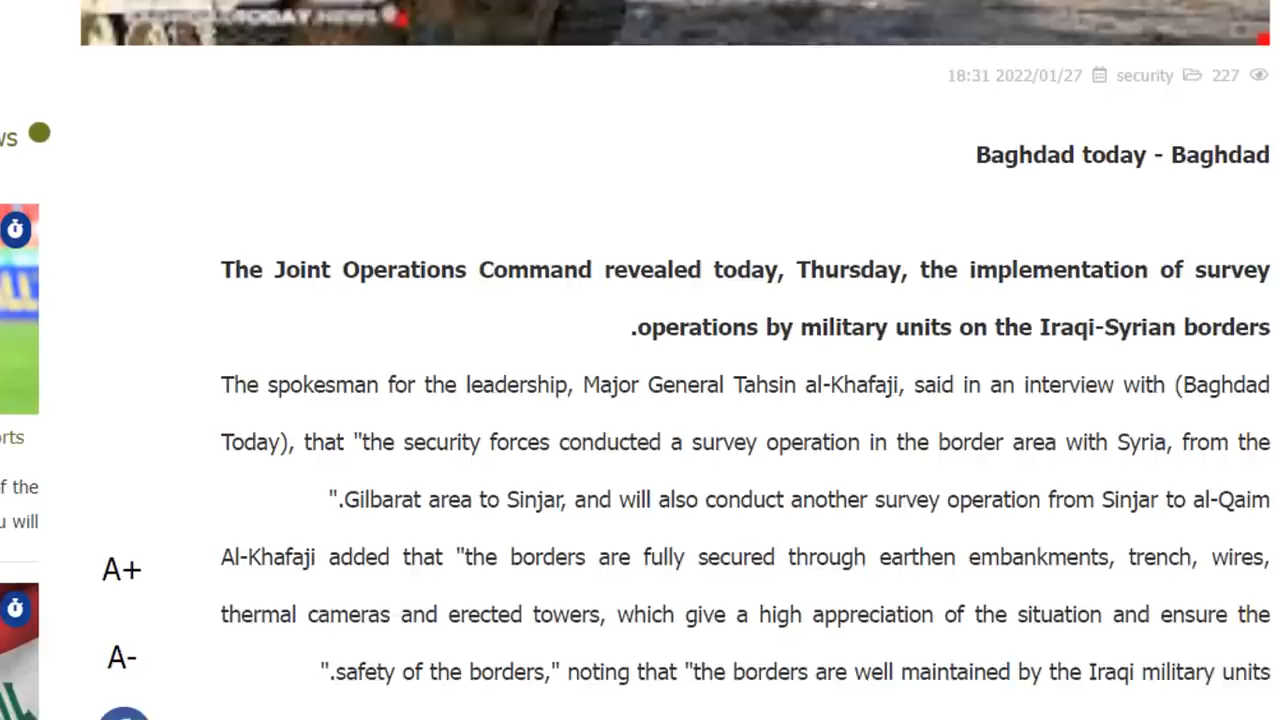 TODAY NEWS
18:31 2022/01/27 security 227
ws
Baghdad today - Baghdad
The Joint Operations Command revealed today, Thursday, the implementation of survey
.operations by military units on the Iraqi-Syrian borders
The spokesman for the leadership, Major General Tahsin al-Khafaji, said in an interview with (Baghdad
Today), that "the security forces conducted a survey operation in the border area with Syria, from the
".Gilbarat area to Sinjar, and will also conduct another survey operation from Sinjar to al-Qaim
Al-Khafaji added that "the borders are fully secured through earthen embankments, trench, wires,
thermal cameras and erected towers, which give a high appreciation of the situation and ensure the
".safety of the borders," noting that "the borders are well maintained by the Iraqi military units
orts
f the
u will
A+
A-